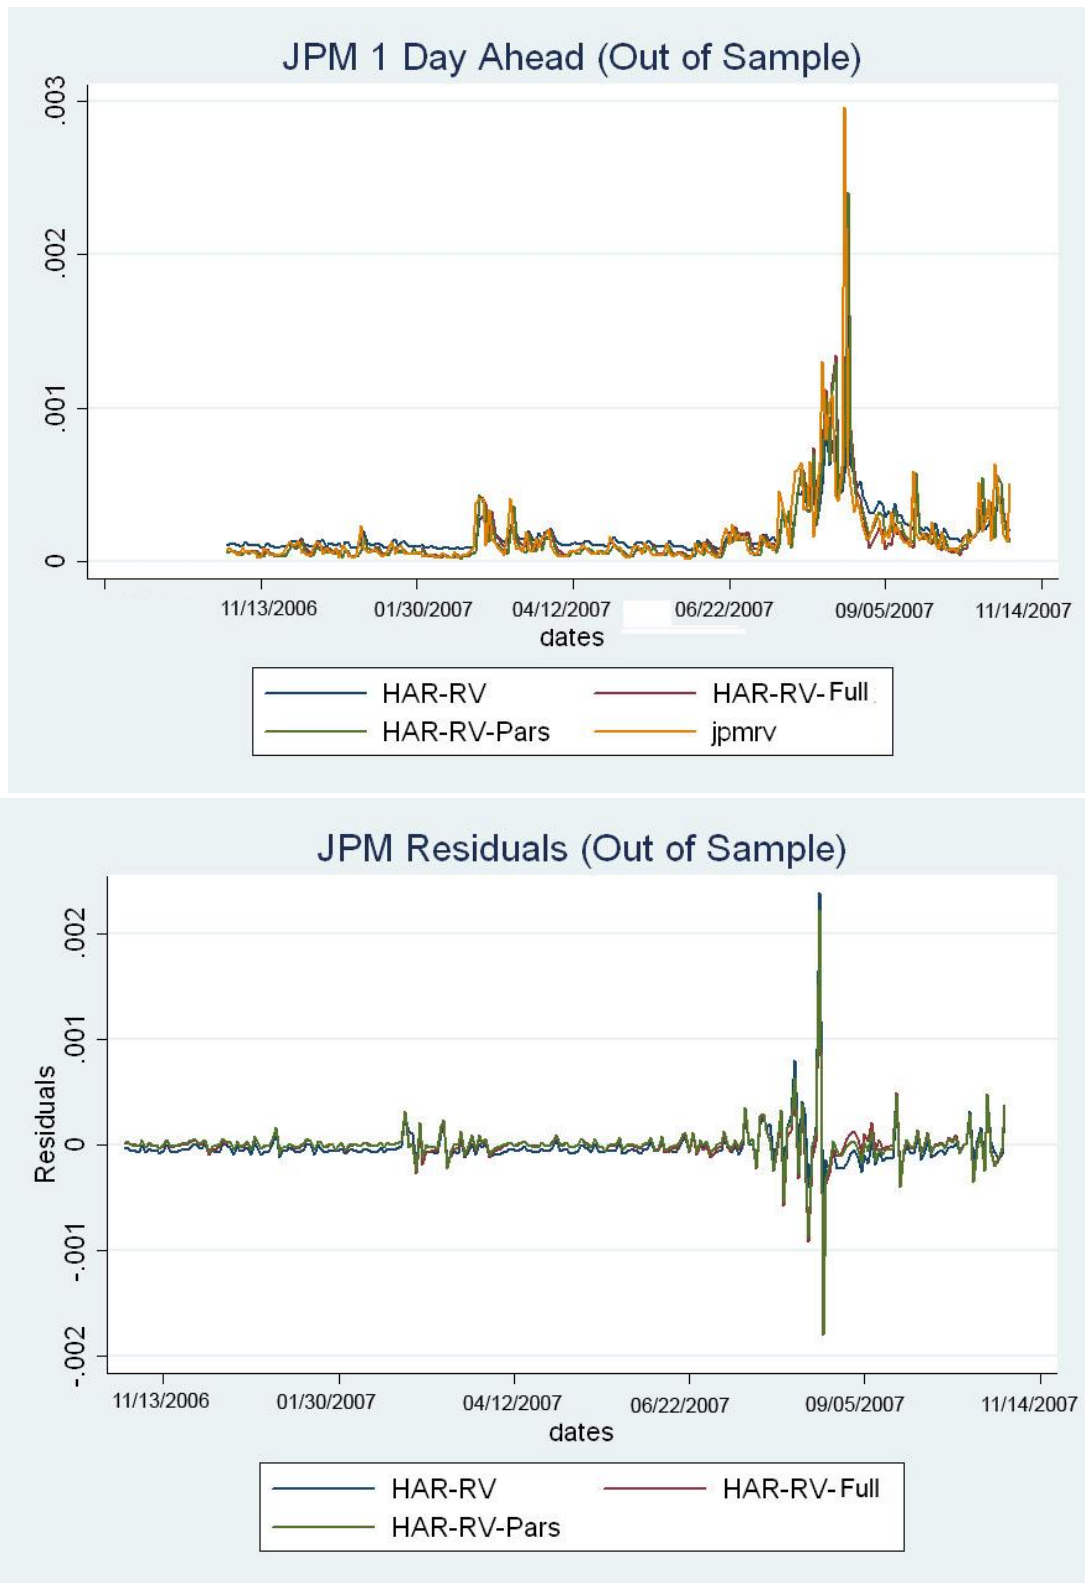 JPM 1 Day Ahead (Out of Sample)
.003
.002
.001
0
11/13/2006 01/30/2007 04/12/2007 06/22/2007 09/05/2007 11/14/2007
dates
HAR-RV HAR-RV-Full
HAR-RV-Pars jpmrv
JPM Residuals (Out of Sample)
Residuals
.002
.001
0
-.001
-.002
11/13/2006 01/30/2007 04/12/2007 06/22/2007 09/05/2007 11/14/2007
dates
HAR-RV HAR-RV-Full
HAR-RV-Pars